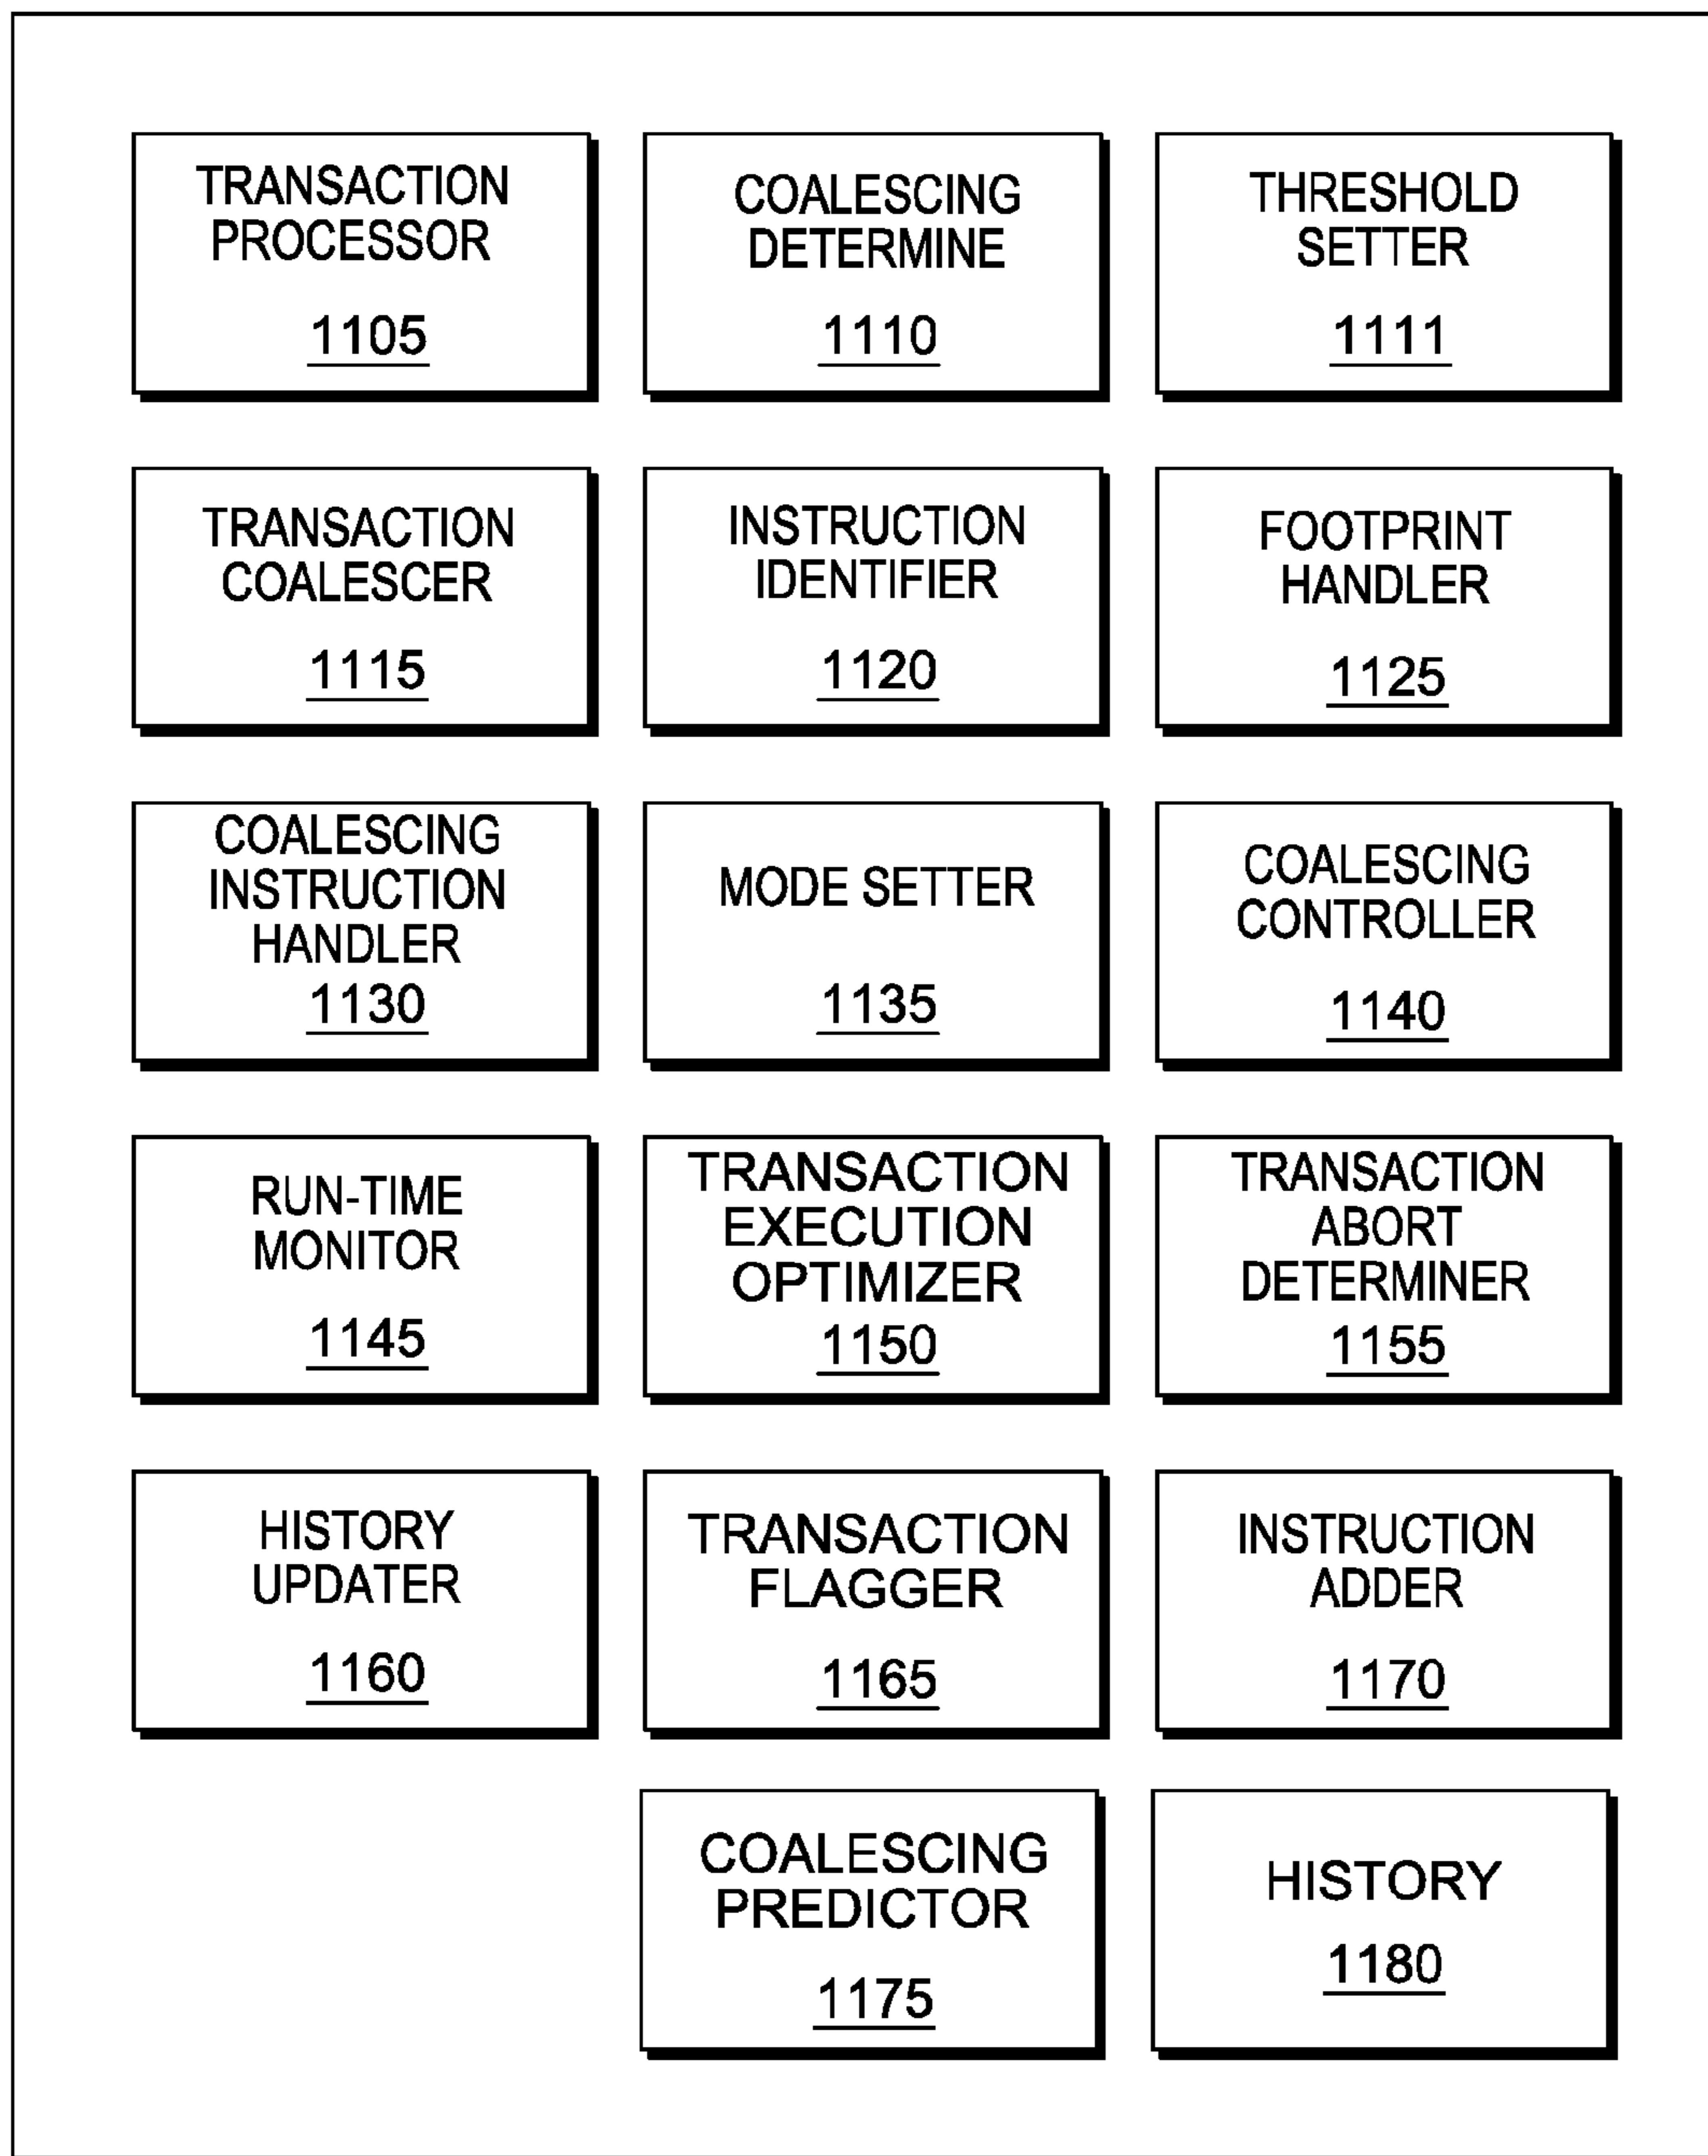 TRANSACTION
PROCESSOR
1105
COALESCING
DETERMINE
1110
THRESHOLD
SETTER
1111
TRANSACTION
COALESCER
1115
INSTRUCTION
IDENTIFIER
1120
FOOTPRINT
HANDLER
1125
COALESCING
INSTRUCTION
HANDLER
1130
MODE SETTER
1135
COALESCING
CONTROLLER
1140
RUN-TIME
MONITOR
1145
TRANSACTION
EXECUTION
OPTIMIZER
1150
TRANSACTION
ABORT
DETERMINER
1155
HISTORY
UPDATER
1160
TRANSACTION
FLAGGER
1165
INSTRUCTION
ADDER
1170
COALESCING
PREDICTOR
1175
HISTORY
1180